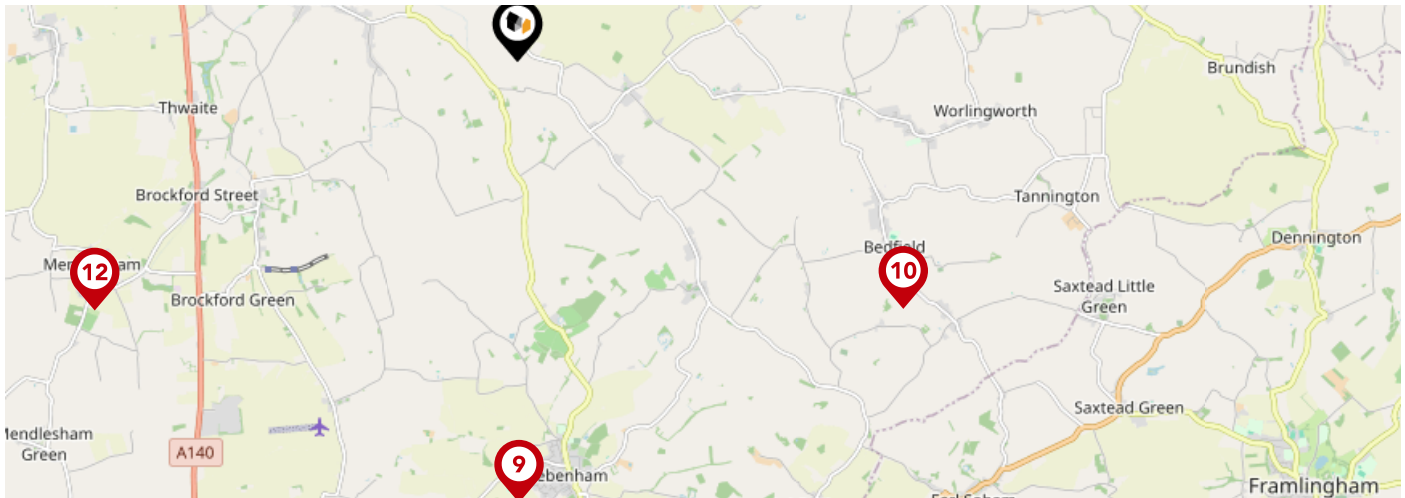 Brundish
Thwaite
Worlingworth
Brockford Street
Tannington
Dennington
Bedfield
12
10
Brockford Green
Saxtead Little
Green
Saxtead Green
Mendlesham
Green
A140
9
ebenham
Framlingham